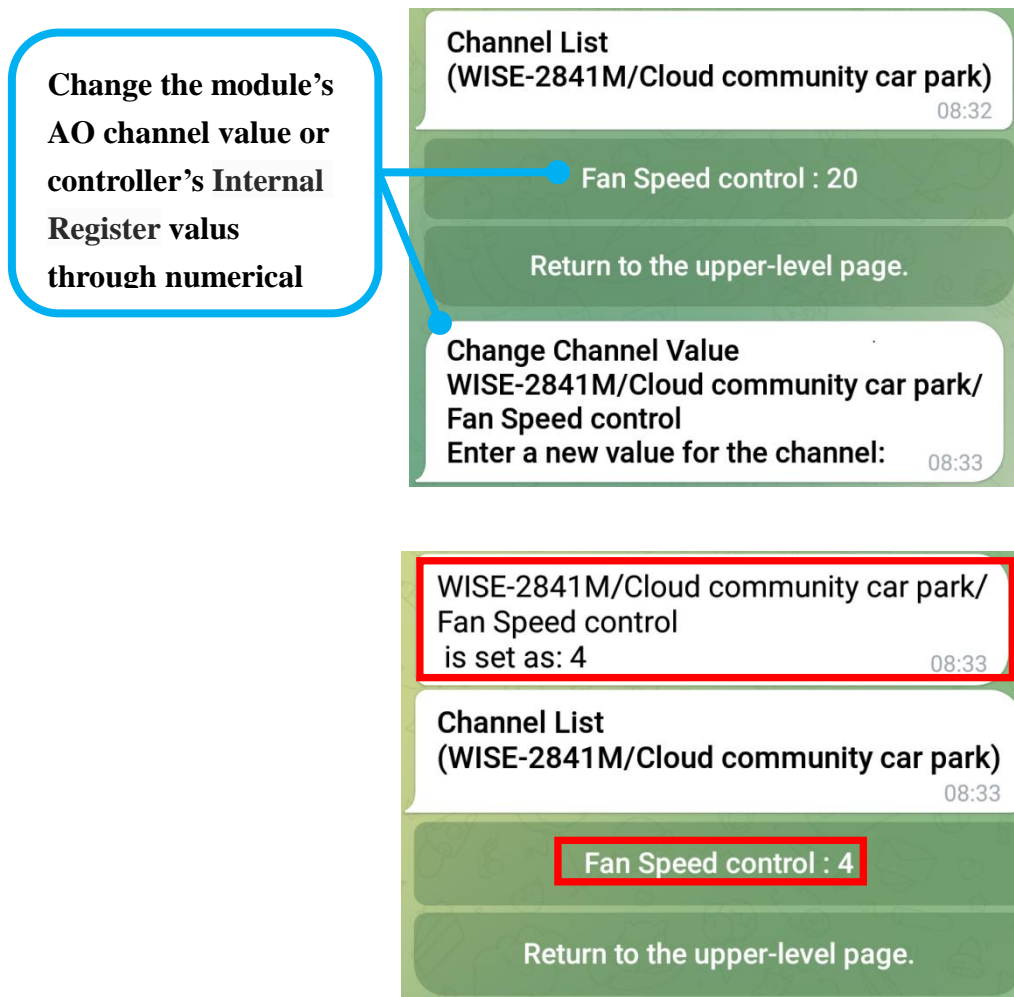 Change the module’s
AO channel value or
controller’s Internal
Register valus
through numerical
Channel List
(WISE-2841M/Cloud community car park)
08:32
Fan Speed control : 20
Return to the upper-level page.
Change Channel Value
WISE-2841M/Cloud community car park/
Fan Speed control
Enter a new value for the channel:
08:33
WISE-2841M/Cloud community car park/
Fan Speed control
is set as: 4
08:33
Channel List
(WISE-2841M/Cloud community car park)
08:33
Fan Speed control : 4
Return to the upper-level page.